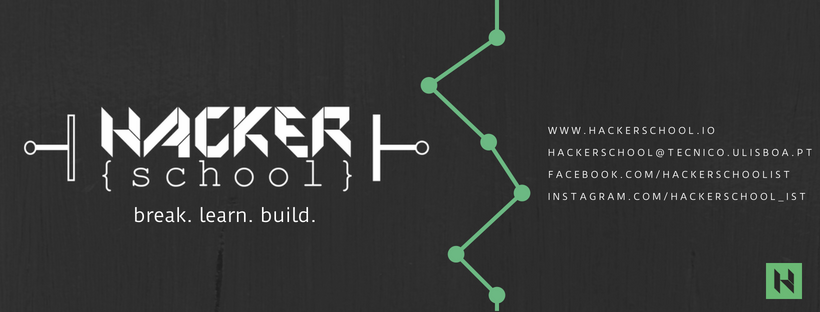 HACKER
{school}
break. learn. build.
WWW.HACKERSCHOOL.IO
HACKERSCHOOL@TECNICO.ULISBOA.PT
FACEBOOK.COM/HACKERSCHOOLIST
INSTAGRAM.COM/HACKERSCHOOL_IST
H